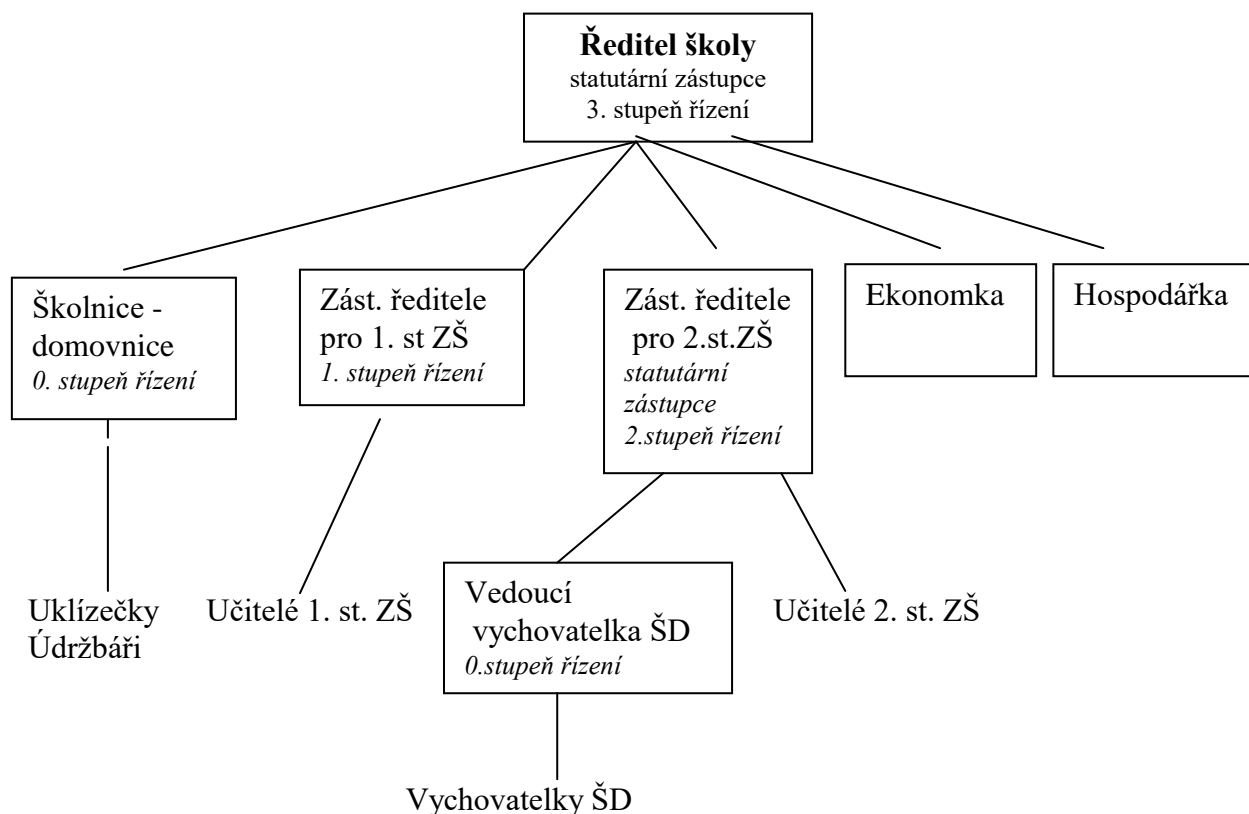 Ředitel školy
statutární zástupce
3. stupeň řízení
Školnice -
domovnice
0. stupeň řízení
Zást. ředitele
pro 1. st ZŠ
1. stupeň řízení
Zást. ředitele
pro 2.st.ZŠ
statutární
zástupce
2.stupeň řízení
Ekonomka
Hospodářka
Uklízečky
Údržbáři
Učitelé 1. st. ZŠ
Vedoucí
vychovatelka ŠD
0.stupeň řízení
Učitelé 2. st. ZŠ
Vychovatelky ŠD